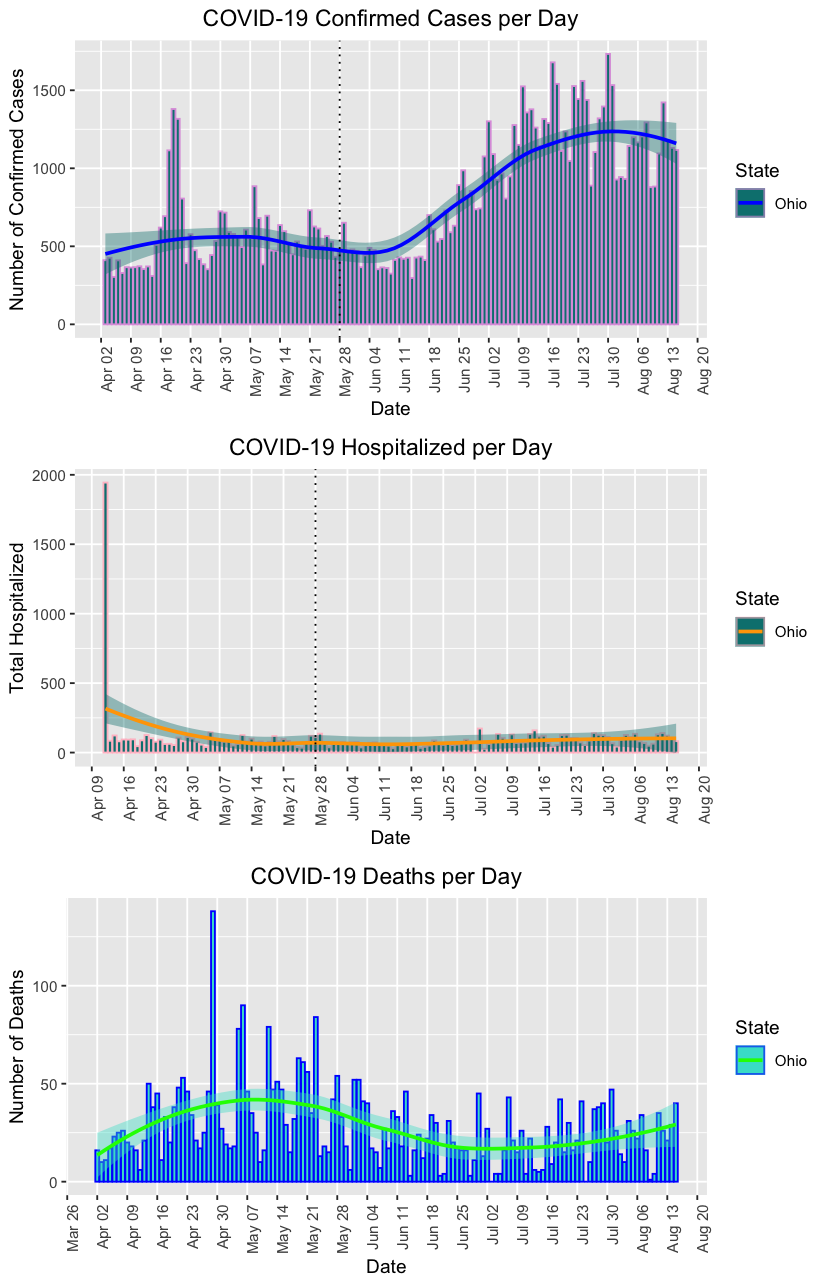 COVID-19 Confirmed Cases per Day
Number of Confirmed Cases
1500
1000
500
0
Apr 02
Apr 09
Apr 16
Apr 23
Apr 30
May 07
May 14
May 21
May 28
Jun 04
Jun 11
Jun 18
Jun 25
Jul 02
Jul 09
Jul 16
Jul 23
Jul 30
Aug 06
Aug 13
Aug 20
Date
State
Ohio
COVID-19 Hospitalized per Day
Total Hospitalized
2000
1500
1000
500
0
Apr 09
Apr 16
Apr 23
Apr 30
May 07
May 14
May 21
May 28
Jun 04
Jun 11
Jun 18
Jun 25
Jul 02
Jul 09
Jul 16
Jul 23
Jul 30
Aug 06
Aug 13
Aug 20
Date
State
Ohio
COVID-19 Deaths per Day
Number of Deaths
100
50
0
Mar 26
Apr 02
Apr 09
Apr 16
Apr 23
Apr 30
May 07
May 14
May 21
May 28
Jun 04
Jun 11
Jun 18
Jun 25
Jul 02
Jul 09
Jul 16
Jul 23
Jul 30
Aug 06
Aug 13
Aug 20
Date
State
Ohio